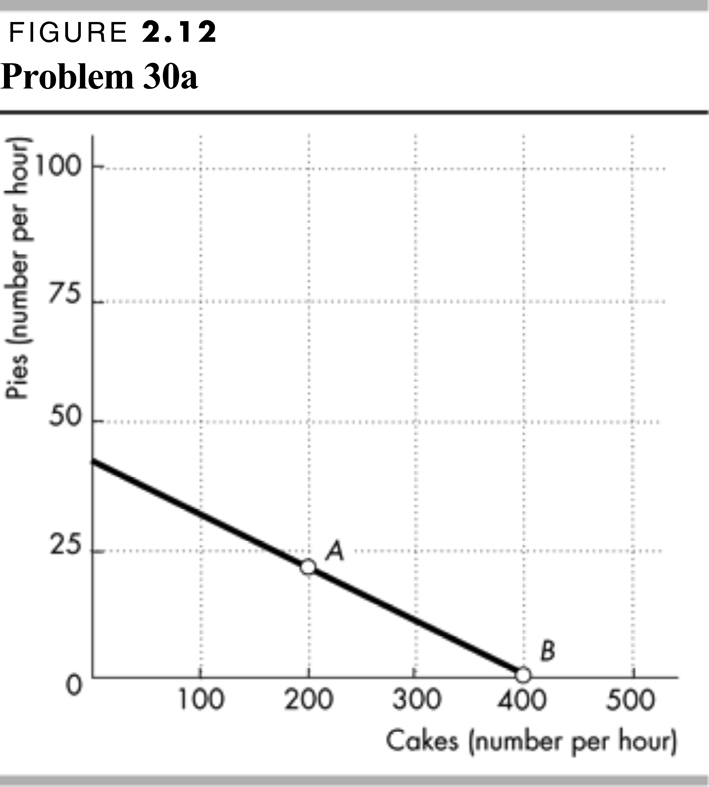 FIGURE 2.12
Problem 30a
Pies (number per hour)
100
75
50
25
0
A
B
100 200 300 400 500
Cakes (number per hour)